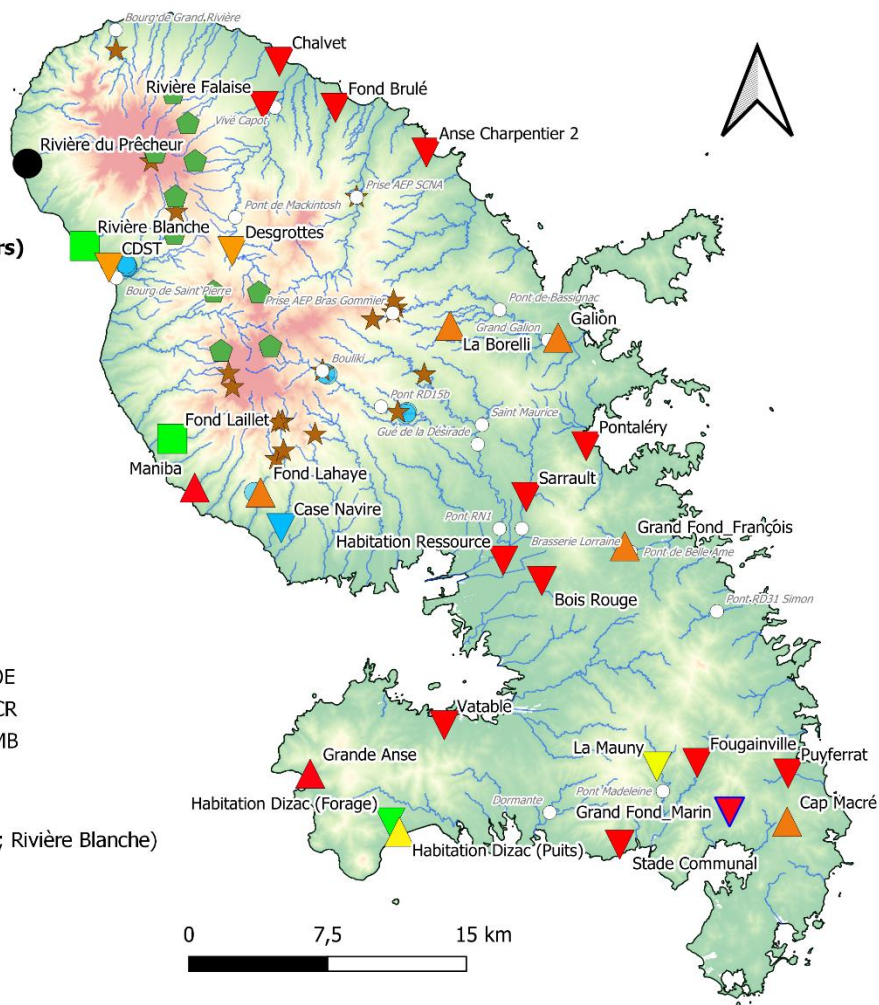 Bourg de Grand Rivière
Chalvet
Rivière Falaise
Fond Brulé
Vivé Capot
Anse Charpentier 2
Rivière du Prêcheur
Prise AEP SCNA
Pont de Mackintosh
Rivière Blanche
Desgrottes
rs)
CDST
Bourg de Saint Pierre
Prise AEP Bras Gommier
Pont de Bassignac
Galion
Grand Galion
La Borelli
Bouliki
Pont RD15b
Saint Maurice
Fond Laillet
Gué de la Désirade
Pontaléry
Maniba
Fond Lahaye
Sarrault
Case Navire
Pont RN1
Grand Fond_François
Habitation Ressource
Brasserie Lorraine
Pont de Belle Ame
Bois Rouge
Pont RD31 Simon
DE
CR
MB
Vatable
La Mauny
Fougainville
Puyferrat
Grande Anse
Habitation Dizac (Forage)
Pont Madeleine
Dormante
Grand Fond_Marin
Cap Macré
; Rivière Blanche)
Habitation Dizac (Puits)
Stade Communal
0 7,5 15 km